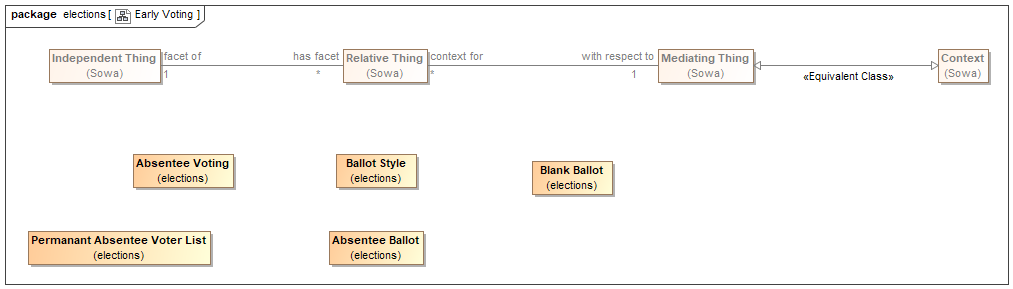 package elections [ Early Voting ]
Independent Thing
(Sowa)
facet of
1
has facet
*
Relative Thing
(Sowa)
context for
*
with respect to
1
Mediating Thing
(Sowa)
«Equivalent Class»
Context
(Sowa)
Absentee Voting
(elections)
Ballot Style
(elections)
Blank Ballot
(elections)
Permanant Absentee Voter List
(elections)
Absentee Ballot
(elections)